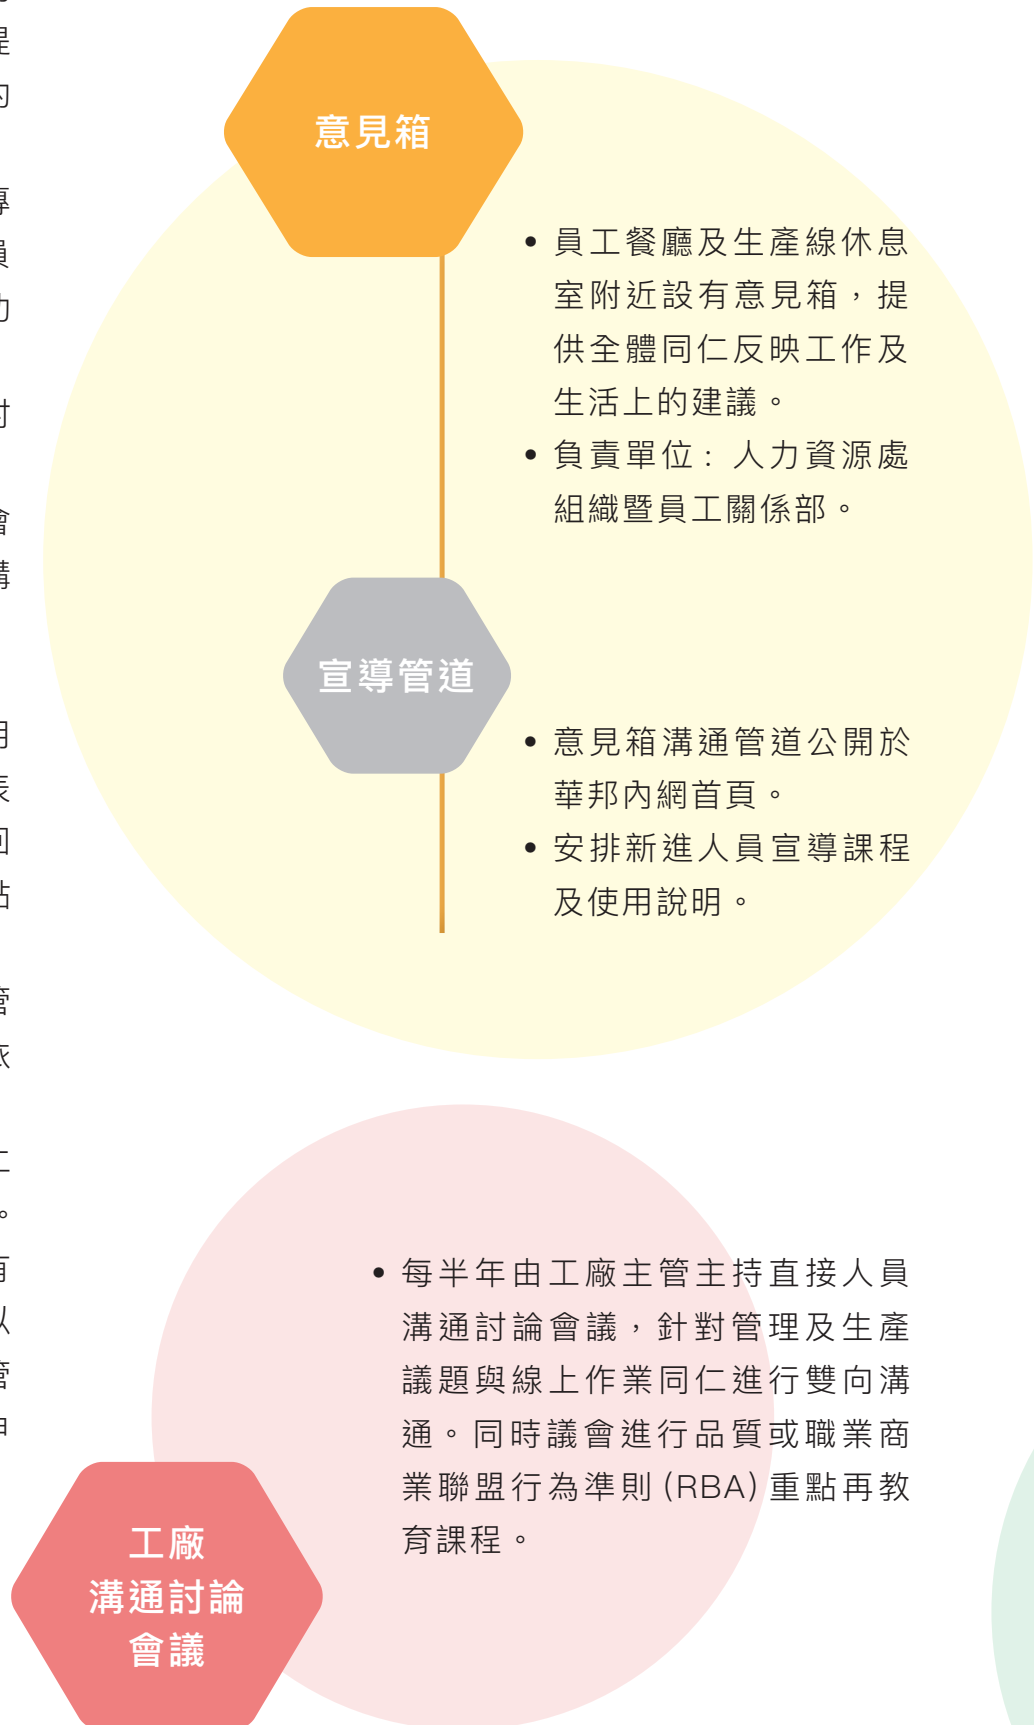 意見箱
• 員工餐廳及生產線休息
室附近設有意見箱，提
供全體同仁反映工作及
生活上的建議。
• 負責單位：人力資源處
組織暨員工關係部。
宣導管道
• 意見箱溝通管道公開於
華邦內網首頁。
• 安排新進人員宣導課程
及使用說明。
• 每半年由工廠主管主持直接人員
溝通討論會議，針對管理及生產
議題與線上作業同仁進行雙向溝
通。同時議會進行品質或職業商
業聯盟行為準則(RBA)重點再教
育課程。
工廠
溝通討論
會議